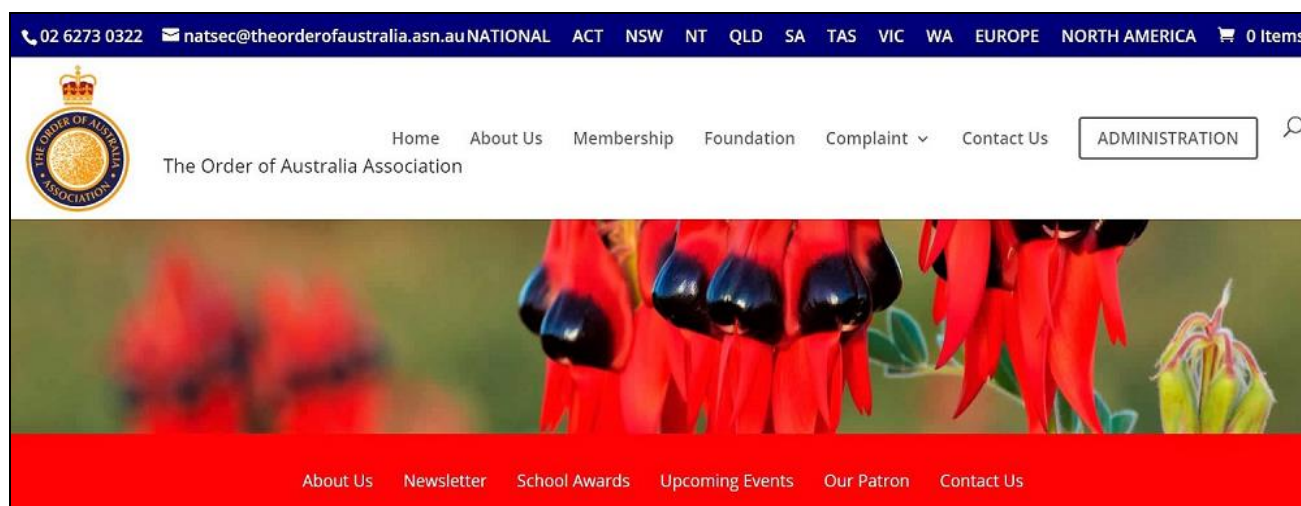 02 6273 0322 natsec@theorderofaustralia.asn.au NATIONAL ACT NSW NT QLD SA TAS VIC WA EUROPE NORTH AMERICA 0 Items
THE ORDER OF AUSTRALIA
ASSOCIATION
Home About Us Membership Foundation Complaint Contact Us ADMINISTRATION
The Order of Australia Association
About Us Newsletter School Awards Upcoming Events Our Patron Contact Us